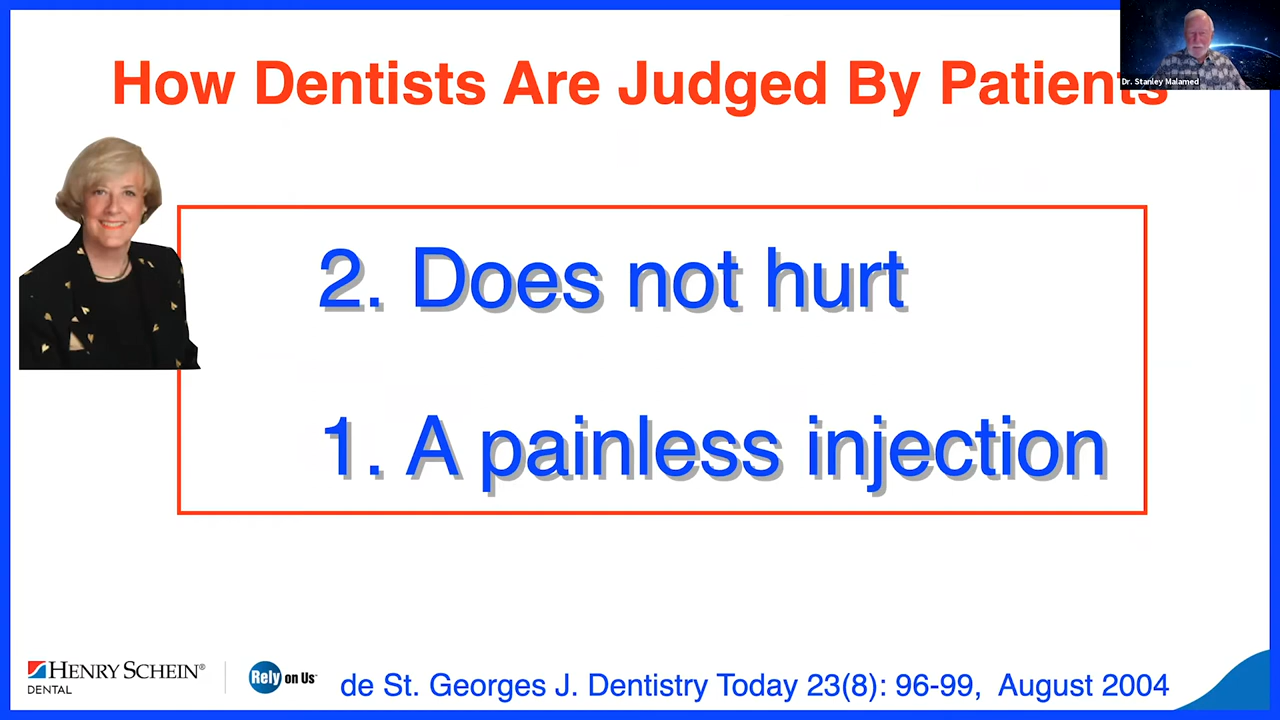 Dr. Stanley Malamed
How Dentists Are Judged By Patients
2. Does not hurt
1. A painless injection
HENRY SCHEIN®
DENTAL
Rely on Us™
de St. Georges J. Dentistry Today 23(8): 96-99, August 2004